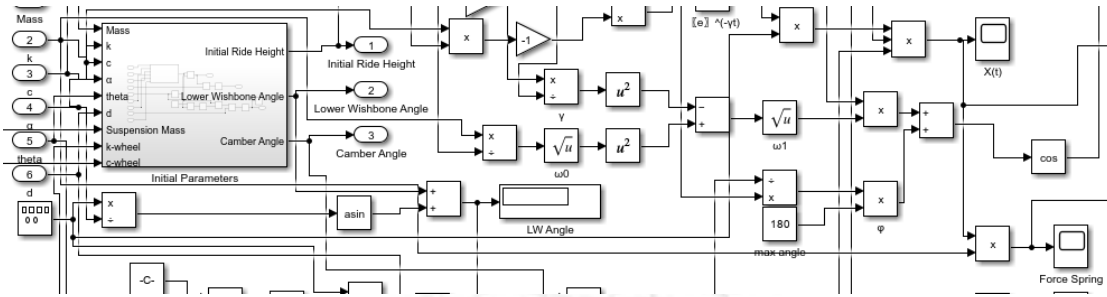 Mass
2
k
3
c
4
α
5
theta
6
d
Mass
k
c
α
theta
d
Suspension Mass
k-wheel
c-wheel
Initial Ride Height
Lower Wishbone Angle
Camber Angle
Initial Parameters
1
Initial Ride Height
2
Lower Wishbone Angle
3
Camber Angle
x
-1
x
[e] ^(-γt)
x
x
X(t)
x
÷
γ
u²
x
÷
√u
ω0
u²
−
+
√u
ω1
x
+
+
cos
x
÷
asin
+
+
LW Angle
÷
x
180
max angle
x
φ
x
Force Spring
-C-